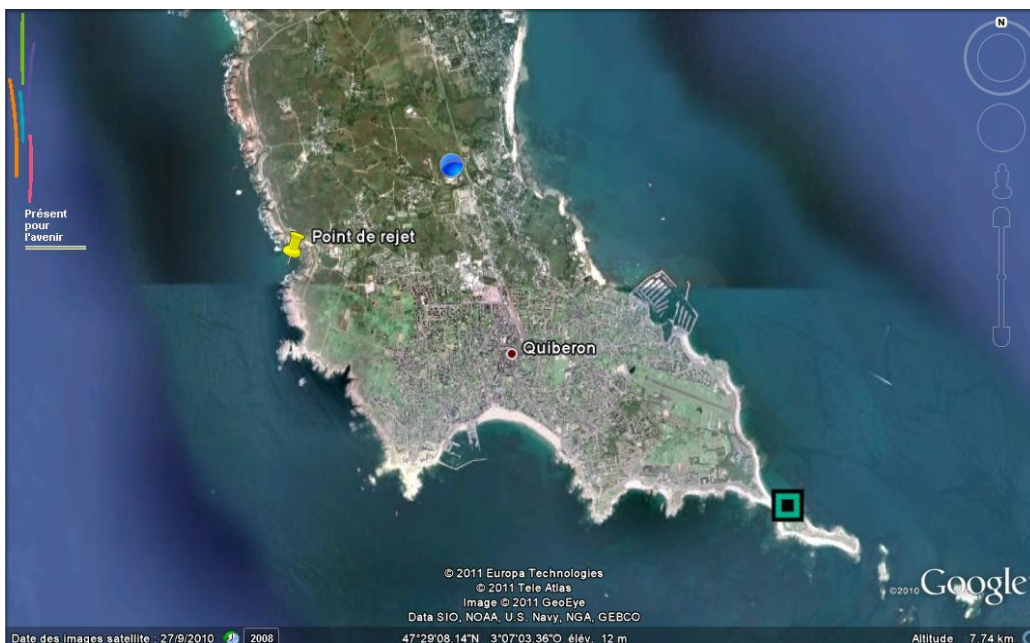 N
Présent
pour
l'avenir
Point de rejet
Quiberon
© 2011 Europa Technologies
© 2011 Tele Atlas
Image © 2011 GeoEye
Data SIO, NOAA, U.S. Navy, NGA, GEBCO
©2010 Google
Date des images satellite : 27/9/2010 2008 47°29'08.14"N 3°07'03.36"O élév. 12 m Altitude 7.74 km